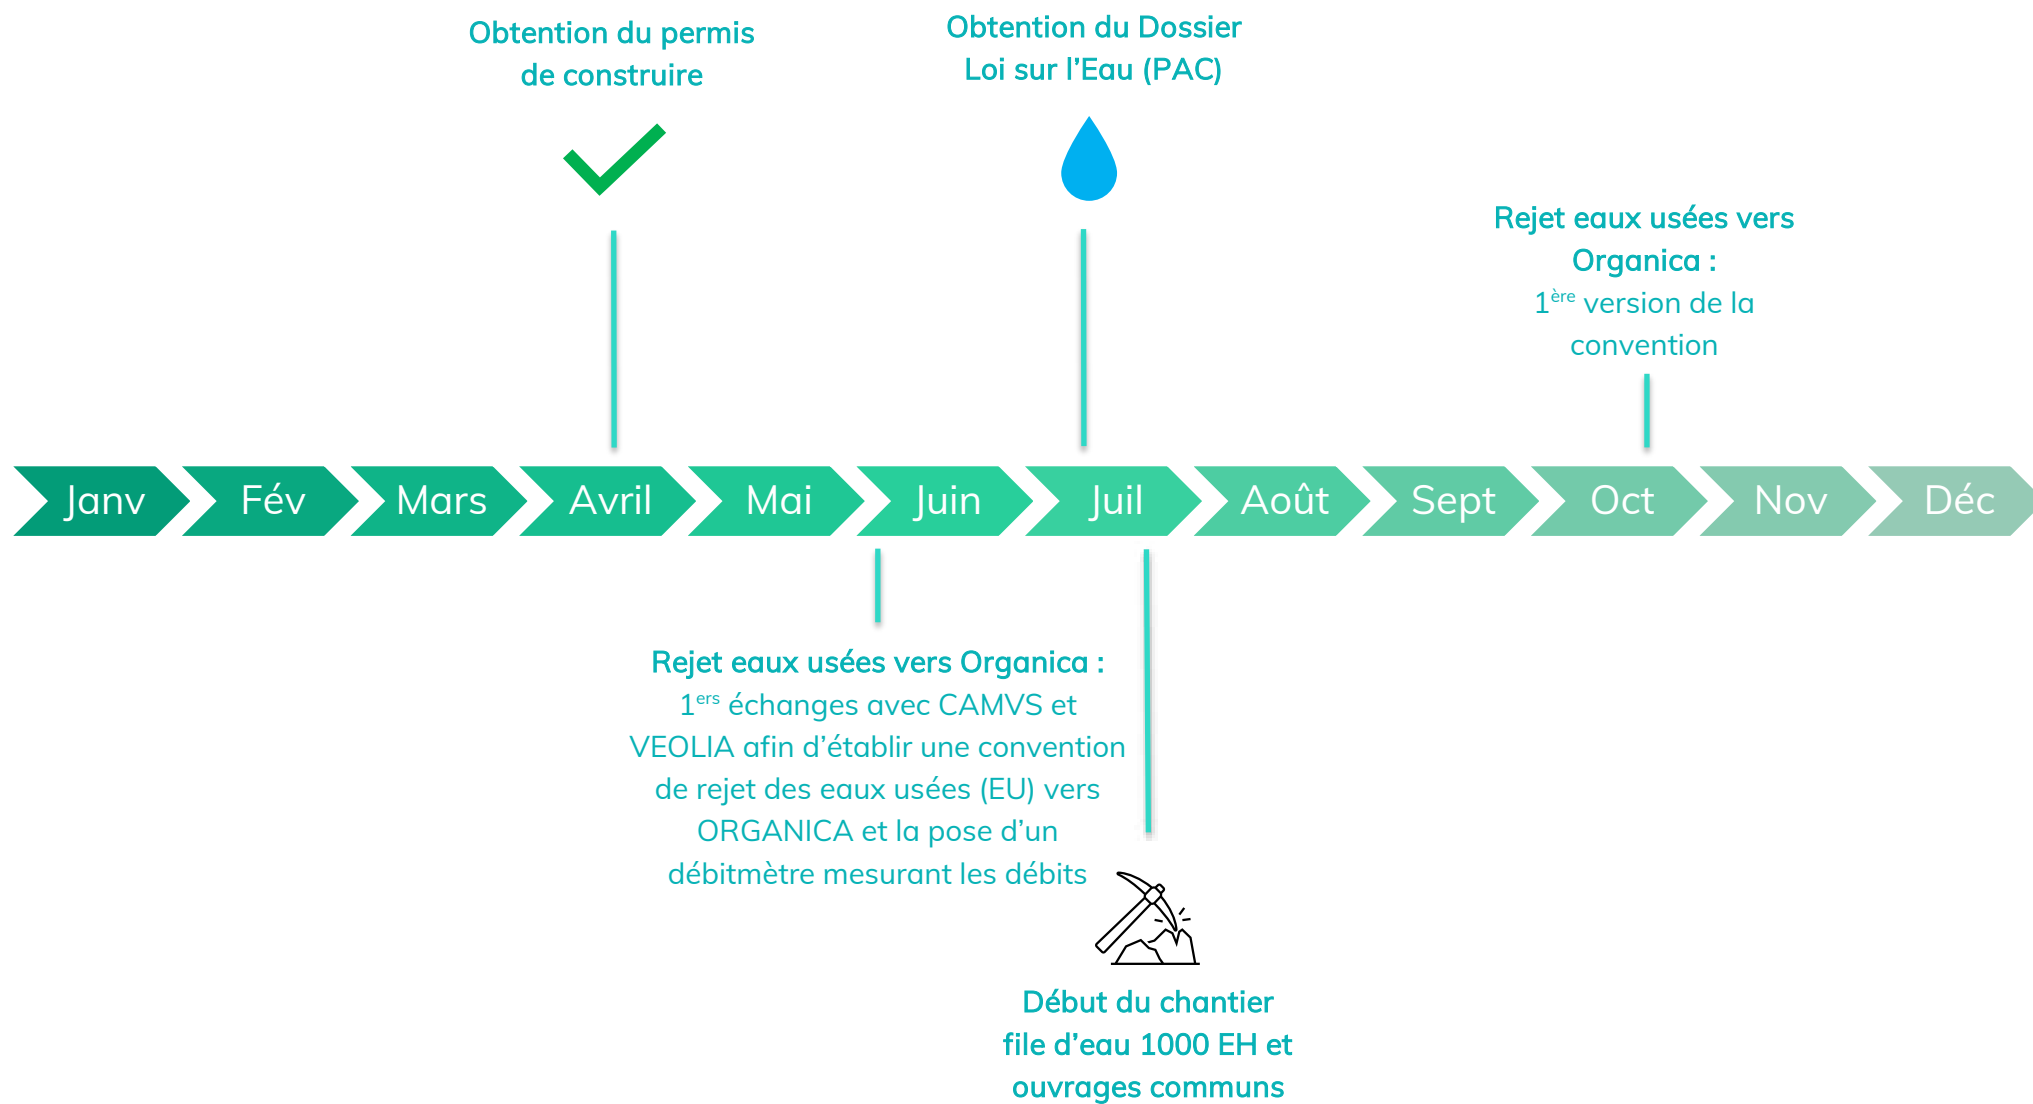 Obtention du permis
de construire
Obtention du Dossier
Loi sur l’Eau (PAC)
Rejet eaux usées vers
Organica :
1ère version de la
convention
Janv Fév Mars Avril Mai Juin Juil Août Sept Oct Nov Déc
Rejet eaux usées vers Organica :
1ers échanges avec CAMVS et
VEOLIA afin d’établir une convention
de rejet des eaux usées (EU) vers
ORGANICA et la pose d’un
débitmètre mesurant les débits
Début du chantier
file d’eau 1000 EH et
ouvrages communs